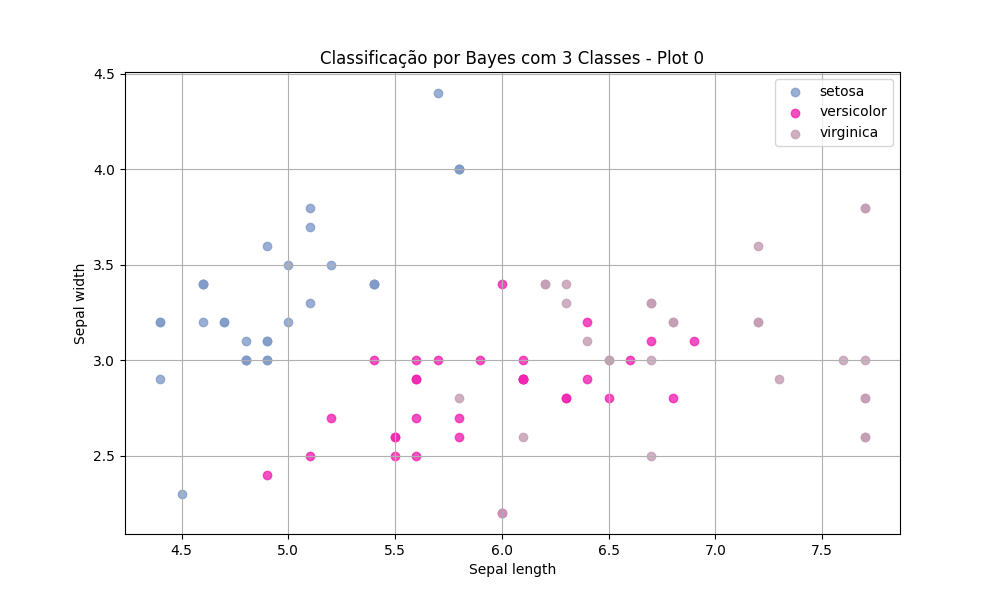 Classificação por Bayes com 3 Classes - Plot 0
4.5
4.0
3.5
3.0
2.5
Sepal width
setosa
versicolor
virginica
4.5 5.0 5.5 6.0 6.5 7.0 7.5
Sepal length